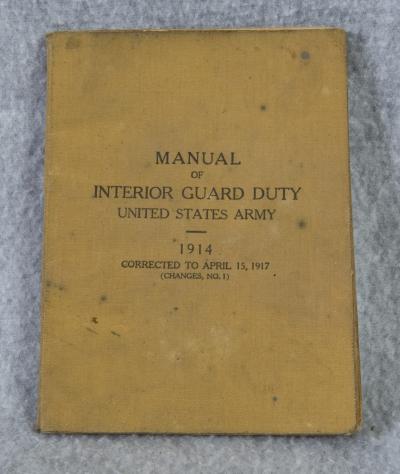 MANUAL
OF
INTERIOR GUARD DUTY
UNITED STATES ARMY
1914
CORRECTED TO APRIL 15, 1917
(CHANGES, NO. 1)